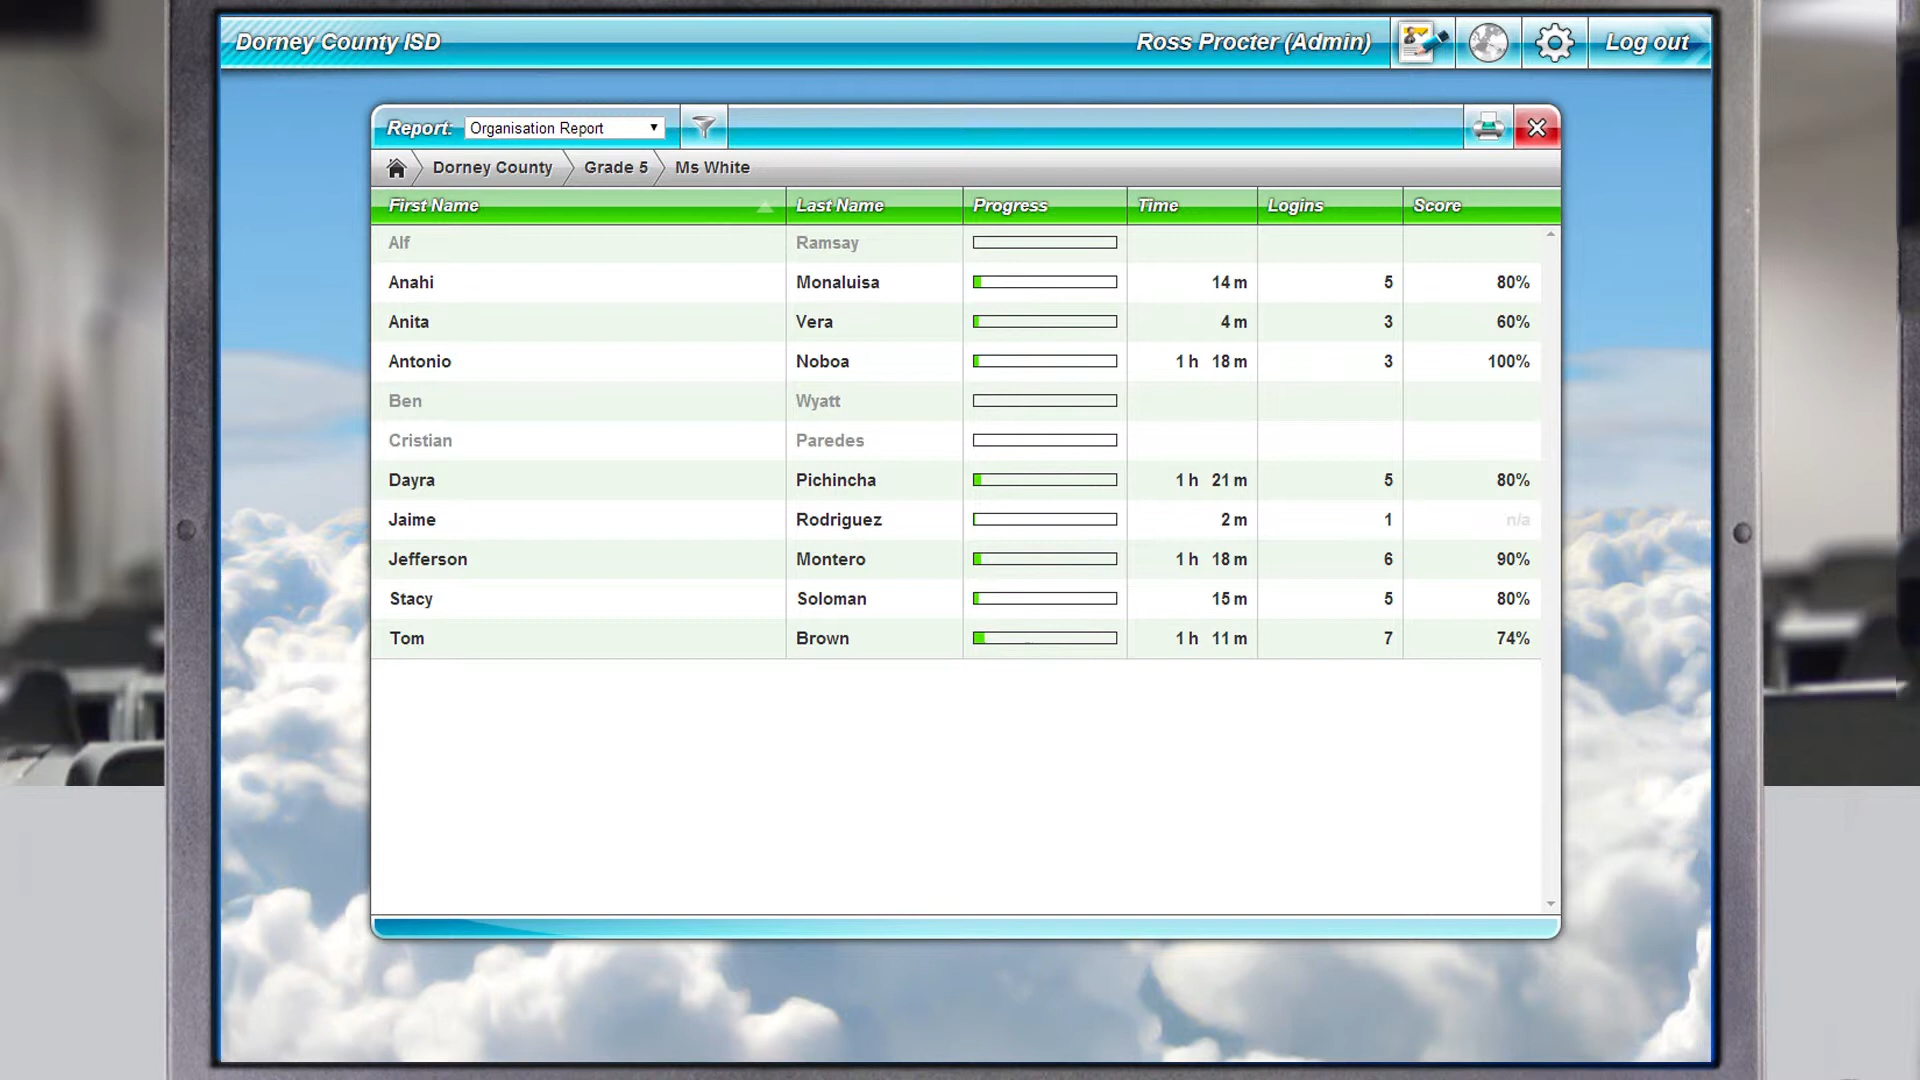 Dorney County ISD Ross Procter (Admin) Log out
Report: Organisation Report
Dorney County Grade 5 Ms White
First Name Last Name Progress Time Logins Score
Alf Ramsay
Anahi Monaluisa 14 m 5 80%
Anita Vera 4 m 3 60%
Antonio Noboa 1 h 18 m 3 100%
Ben Wyatt
Cristian Paredes
Dayra Pichincha 1 h 21 m 5 80%
Jaime Rodriguez 2 m 1 n/a
Jefferson Montero 1 h 18 m 6 90%
Stacy Soloman 15 m 5 80%
Tom Brown 1 h 11 m 7 74%